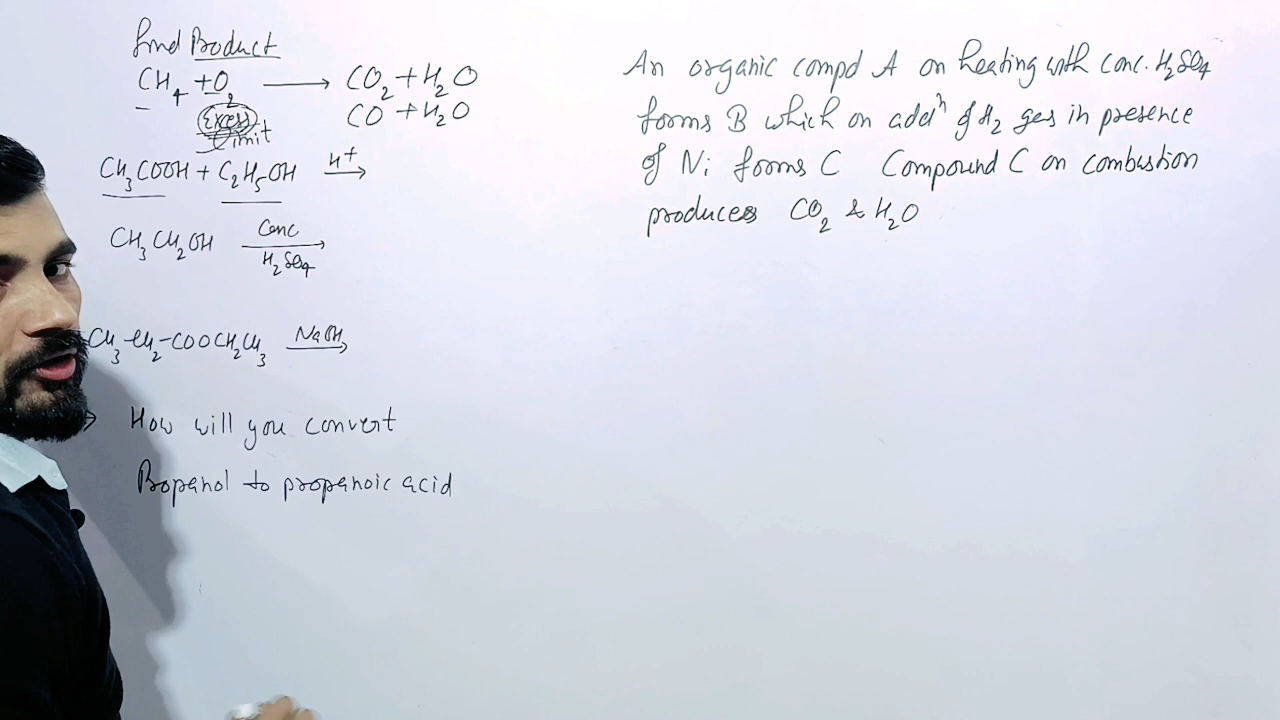 find Product
CH4 + O2 → CO2 + H2O
Excess CO + H2O
Limit
CH3COOH + C2H5OH H+ →
CH3CH2OH Conc H2SO4 →
CH3-CH2-COOCH2CH3 NaOH →
How will you convert
Propanol to propanoic acid
An organic compd A on heating with conc. H2SO4
forms B which on addn of H2 gas in presence
of Ni forms C Compound C on combustion
produces CO2 & H2O